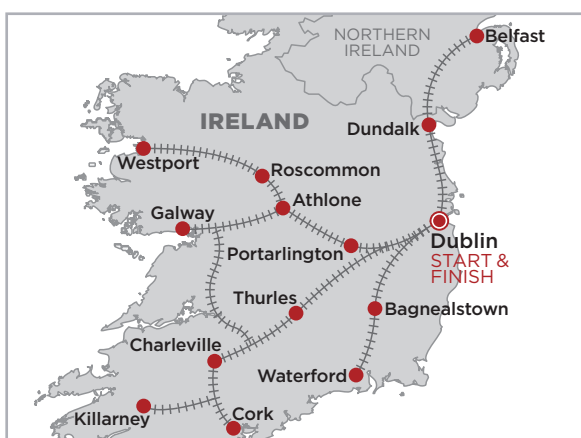 NORTHERN
IRELAND
Belfast
IRELAND
Dundalk
Westport
Roscommon
Athlone
Galway
Dublin
START &
FINISH
Portarlington
Thurles
Bagnealstown
Charleville
Waterford
Killarney
Cork